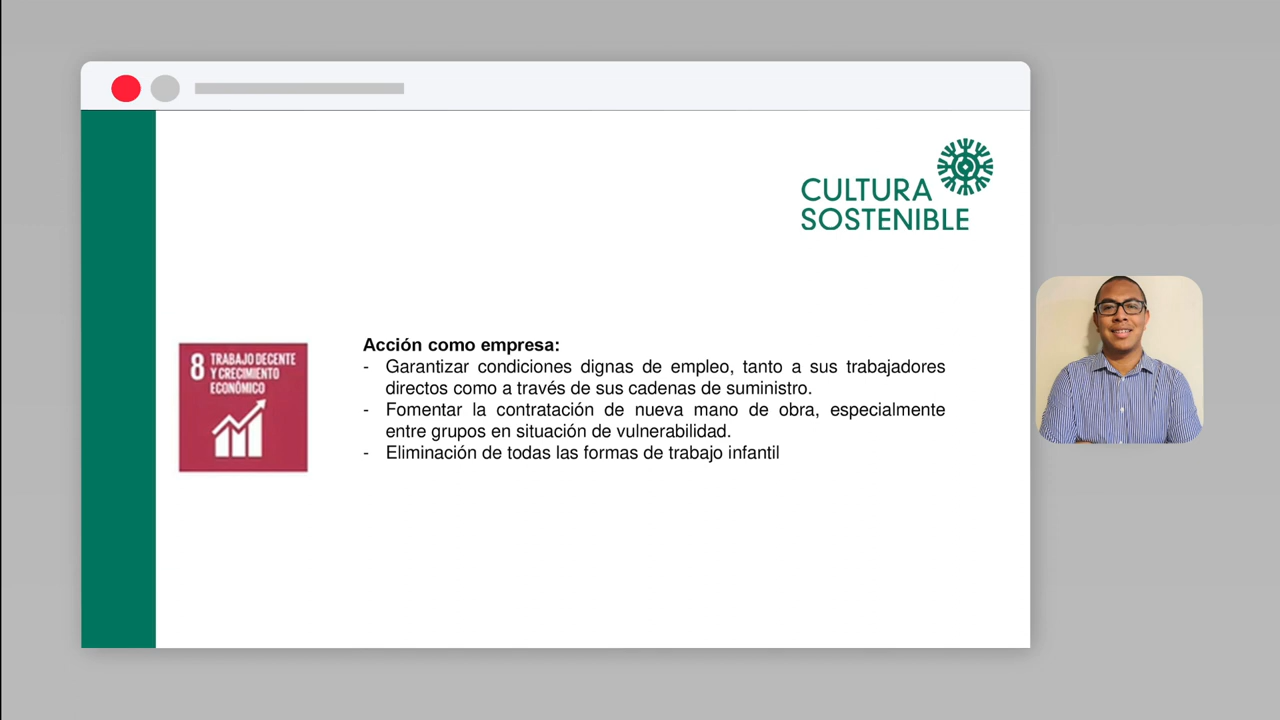 CULTURA
SOSTENIBLE
8 TRABAJO DECENTE
Y CRECIMIENTO
ECONÓMICO
Acción como empresa:
- Garantizar condiciones dignas de empleo, tanto a sus trabajadores
directos como a través de sus cadenas de suministro.
- Fomentar la contratación de nueva mano de obra, especialmente
entre grupos en situación de vulnerabilidad.
- Eliminación de todas las formas de trabajo infantil